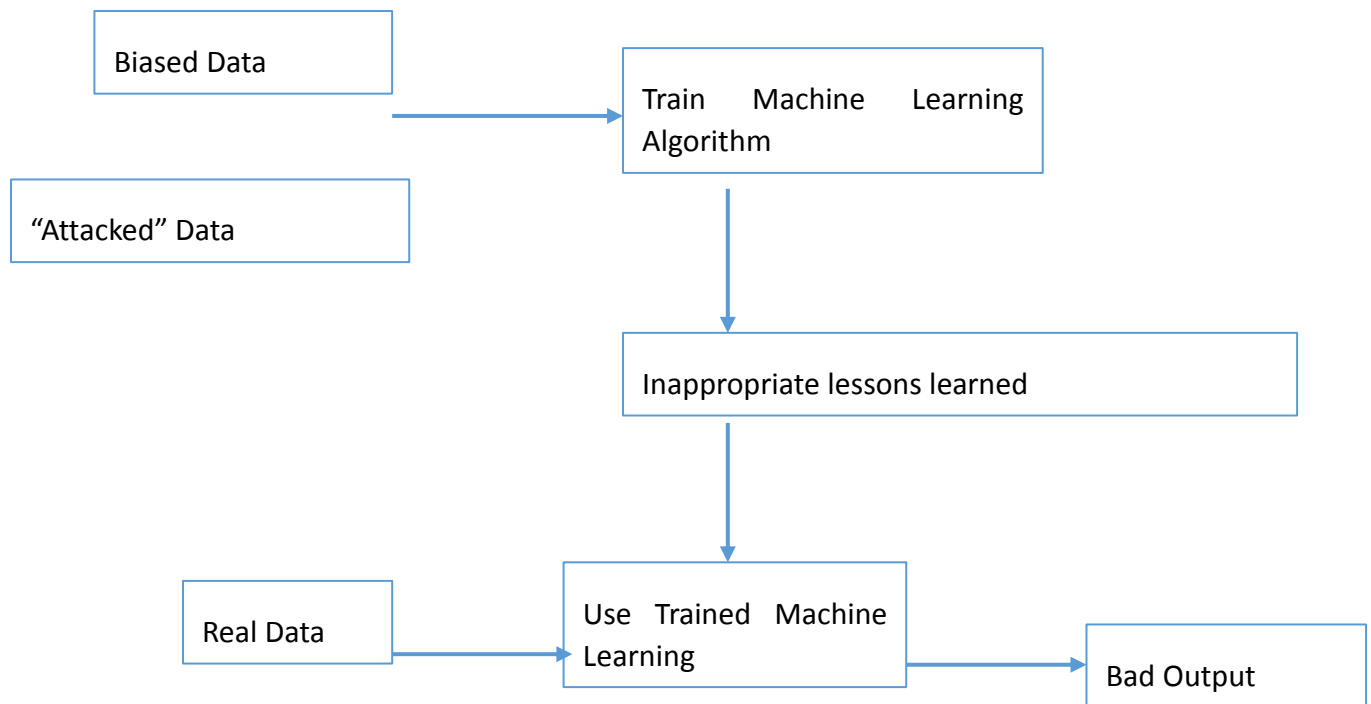 Biased Data
Train Machine Learning
Algorithm
“Attacked” Data
Inappropriate lessons learned
Real Data
Use Trained Machine
Learning
Bad Output